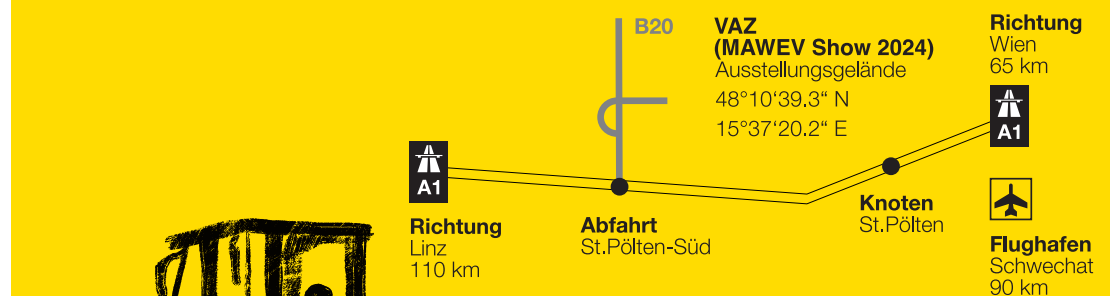 B20
VAZ
(MAWEV Show 2024)
Ausstellungsgelände
48°10‘39.3“ N
15°37‘20.2“ E
Richtung
Wien
65 km
A1
A1
Richtung
Linz
110 km
Abfahrt
St.Pölten-Süd
Knoten
St.Pölten
Flughafen
Schwechat
90 km